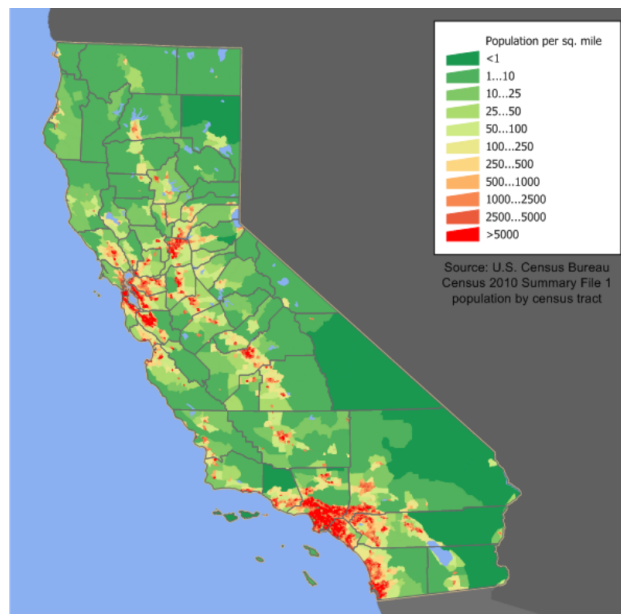 Population per sq. mile
<1
1...10
10...25
25...50
50...100
100...250
250...500
500...1000
1000...2500
2500...5000
>5000
Source: U.S. Census Bureau
Census 2010 Summary File 1
population by census tract